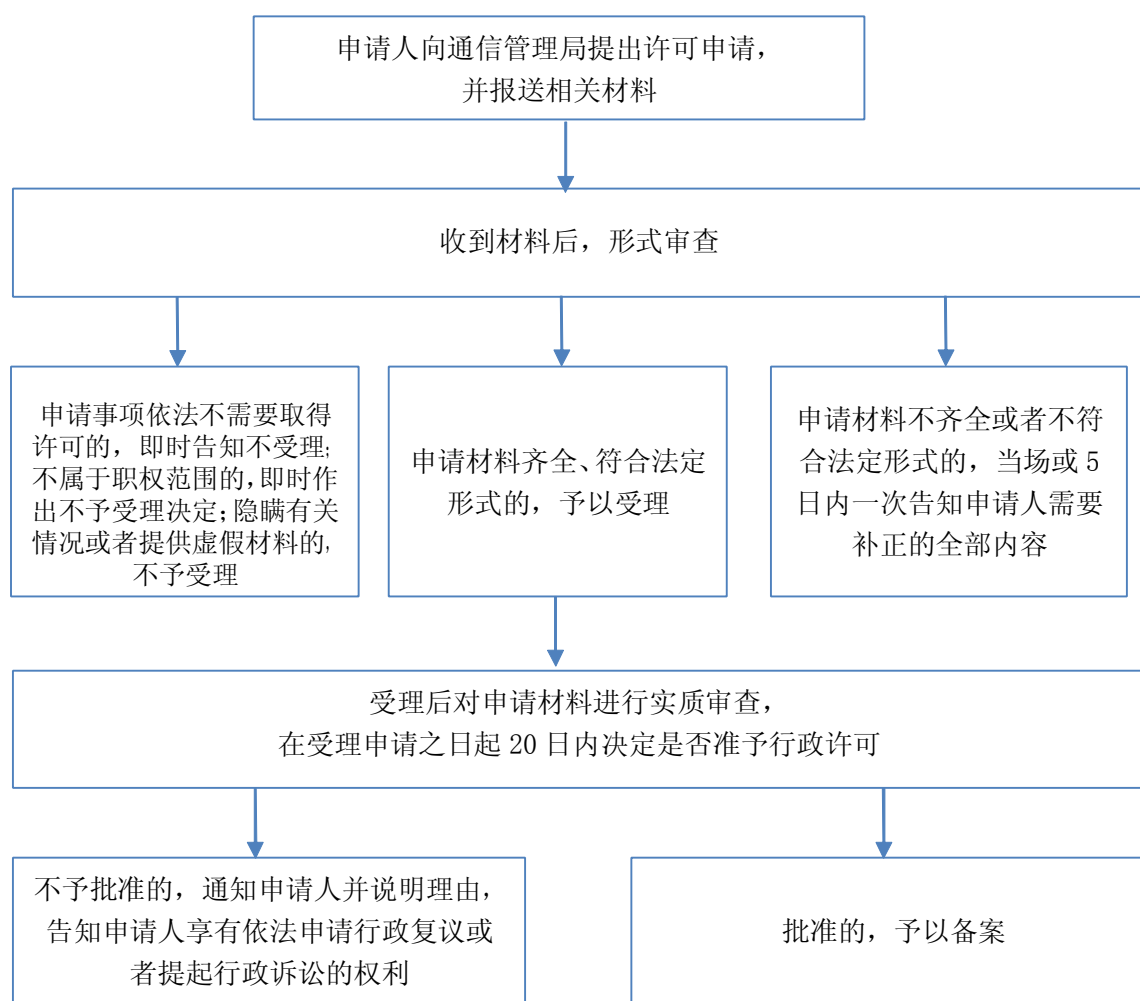 申请人向通信管理局提出许可申请，
并报送相关材料
收到材料后，形式审查
申请事项依法不需要取得
许可的，即时告知不受理；
不属于职权范围的，即时作
出不予受理决定；隐瞒有关
情况或者提供虚假材料的，
不予受理
申请材料齐全、符合法定
形式的，予以受理
申请材料不齐全或者不符
合法定形式的，当场或 5
日内一次告知申请人需要
补正的全部内容
受理后对申请材料进行实质审查，
在受理申请之日起 20 日内决定是否准予行政许可
不予批准的，通知申请人并说明理由，
告知申请人享有依法申请行政复议或
者提起行政诉讼的权利
批准的，予以备案